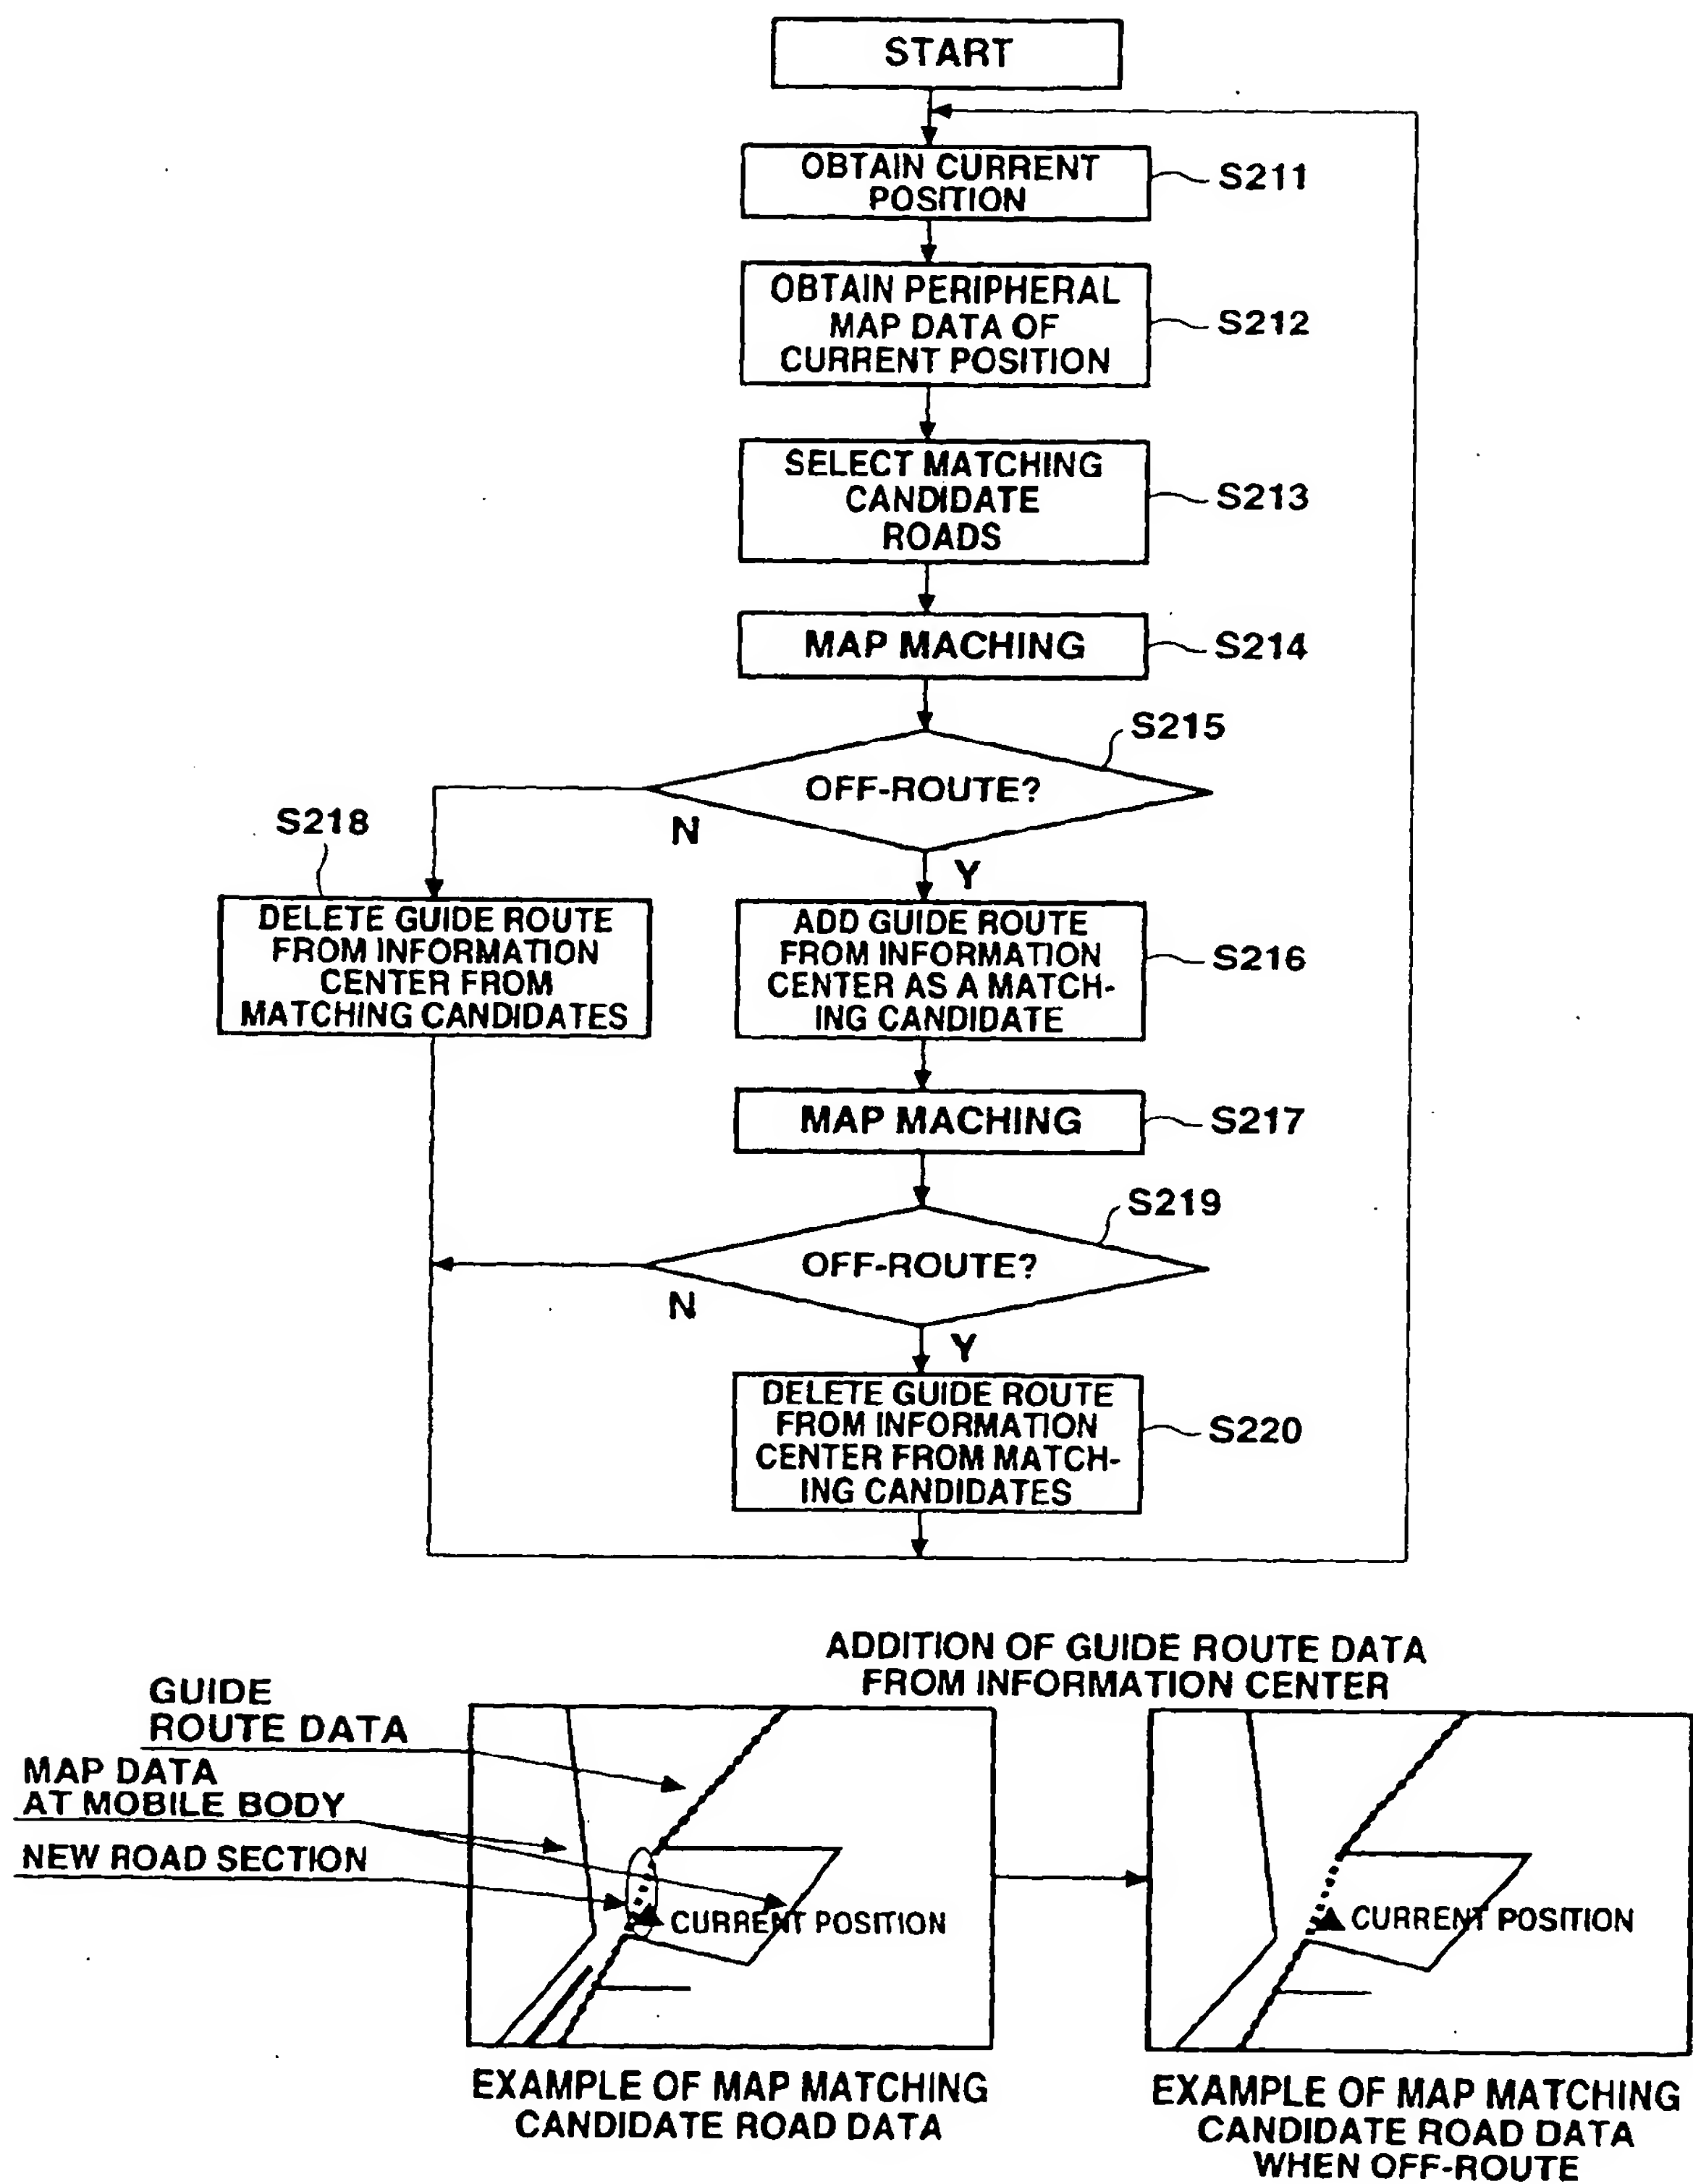 START
OBTAIN CURRENT
POSITION
S211
OBTAIN PERIPHERAL
MAP DATA OF
CURRENT POSITION
S212
SELECT MATCHING
CANDIDATE
ROADS
S213
MAP MACHING
S214
S215
OFF-ROUTE?
N
Y
S218
DELETE GUIDE ROUTE
FROM INFORMATION
CENTER FROM
MATCHING CANDIDATES
ADD GUIDE ROUTE
FROM INFORMATION
CENTER AS A MATCH-
ING CANDIDATE
S216
MAP MACHING
S217
S219
OFF-ROUTE?
N
Y
DELETE GUIDE ROUTE
FROM INFORMATION
CENTER FROM MATCH-
ING CANDIDATES
S220
ADDITION OF GUIDE ROUTE DATA
FROM INFORMATION CENTER
GUIDE
ROUTE DATA
MAP DATA
AT MOBILE BODY
NEW ROAD SECTION
CURRENT POSITION
CURRENT POSITION
EXAMPLE OF MAP MATCHING
CANDIDATE ROAD DATA
EXAMPLE OF MAP MATCHING
CANDIDATE ROAD DATA
WHEN OFF-ROUTE